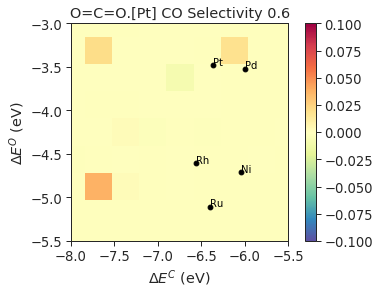 O=C=O.[Pt] CO Selectivity 0.6
−3.0
−3.5
−4.0
−4.5
−5.0
−5.5
ΔE^O (eV)
Pt
Pd
Rh
Ni
Ru
−8.0 −7.5 −7.0 −6.5 −6.0 −5.5
ΔE^C (eV)
0.100
0.075
0.050
0.025
0.000
−0.025
−0.050
−0.075
−0.100